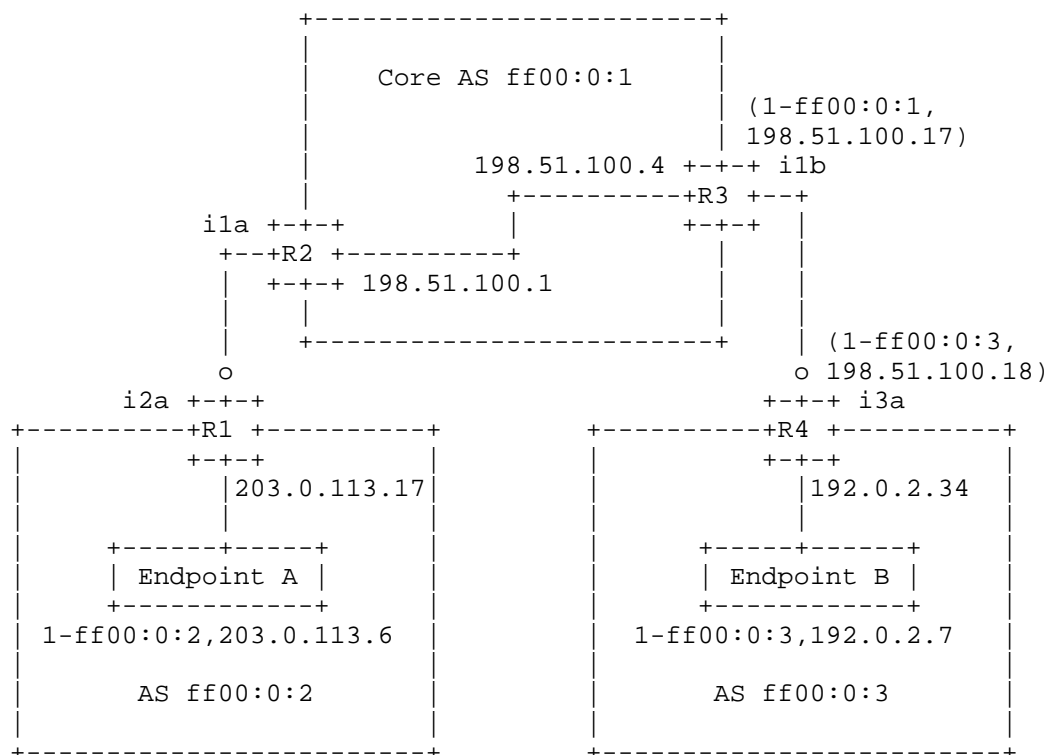 Core AS ff00:0:1
(1-ff00:0:1,
198.51.100.17)
198.51.100.4 i1b
R3
i1a
R2
198.51.100.1
(1-ff00:0:3,
198.51.100.18)
o o
i2a i3a
R1 R4
203.0.113.17 192.0.2.34
Endpoint A Endpoint B
1-ff00:0:2,203.0.113.6 1-ff00:0:3,192.0.2.7
AS ff00:0:2 AS ff00:0:3